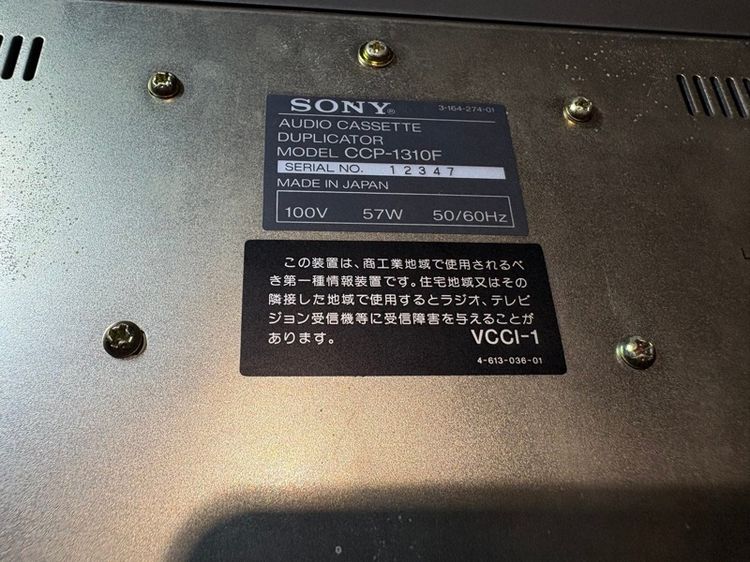 SONY® 3-164-274-01
AUDIO CASSETTE
DUPLICATOR
MODEL CCP-1310F
SERIAL NO. 12347
MADE IN JAPAN
100V 57W 50/60Hz
この装置は、商工業地域で使用されるべ
き第一種情報装置です。住宅地域又はその
隣接した地域で使用するとラジオ、テレビ
ジョン受信機等に受信障害を与えることが
あります。 VCCI-1
4-613-036-01